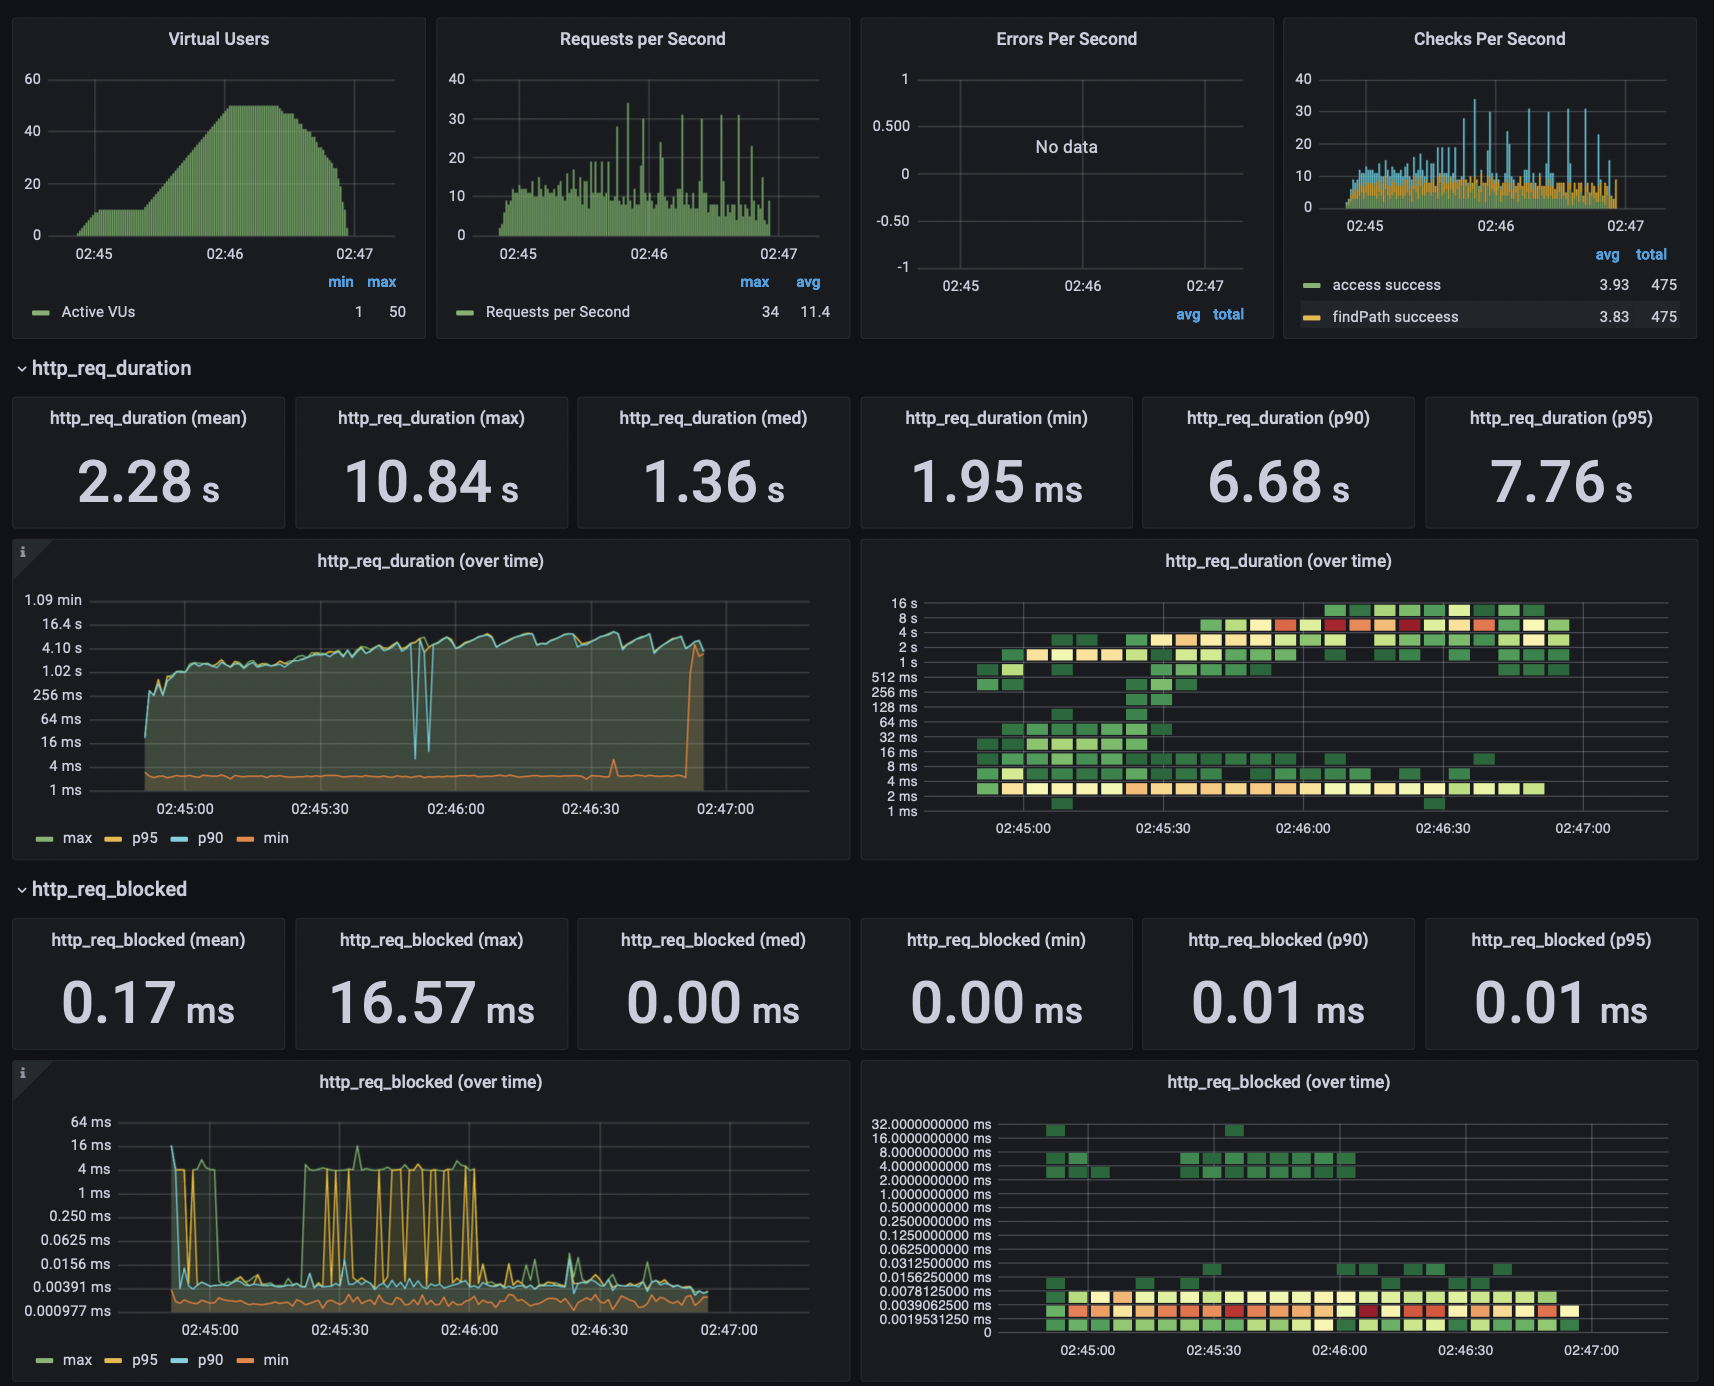 Virtual Users
60
40
20
0
02:45 02:46 02:47
min max
Active VUs 1 50
Requests per Second
40
30
20
10
0
02:45 02:46 02:47
max avg
Requests per Second 34 11.4
Errors Per Second
1
0.500
0
-0.50
-1
No data
02:45 02:46 02:47
avg total
Checks Per Second
40
30
20
10
0
02:45 02:46 02:47
avg total
access success 3.93 475
findPath succeess 3.83 475
http_req_duration
http_req_duration (mean)
2.28 s
http_req_duration (max)
10.84 s
http_req_duration (med)
1.36 s
http_req_duration (min)
1.95 ms
http_req_duration (p90)
6.68 s
http_req_duration (p95)
7.76 s
i
http_req_duration (over time)
1.09 min
16.4 s
4.10 s
1.02 s
256 ms
64 ms
16 ms
4 ms
1 ms
02:45:00 02:45:30 02:46:00 02:46:30 02:47:00
max p95 p90 min
http_req_duration (over time)
16 s
8 s
4 s
2 s
1 s
512 ms
256 ms
128 ms
64 ms
32 ms
16 ms
8 ms
4 ms
2 ms
1 ms
02:45:00 02:45:30 02:46:00 02:46:30 02:47:00
http_req_blocked
http_req_blocked (mean)
0.17 ms
http_req_blocked (max)
16.57 ms
http_req_blocked (med)
0.00 ms
http_req_blocked (min)
0.00 ms
http_req_blocked (p90)
0.01 ms
http_req_blocked (p95)
0.01 ms
i
http_req_blocked (over time)
64 ms
16 ms
4 ms
1 ms
0.250 ms
0.0625 ms
0.0156 ms
0.00391 ms
0.000977 ms
02:45:00 02:45:30 02:46:00 02:46:30 02:47:00
max p95 p90 min
http_req_blocked (over time)
32.0000000000 ms
16.0000000000 ms
8.0000000000 ms
4.0000000000 ms
2.0000000000 ms
1.0000000000 ms
0.5000000000 ms
0.2500000000 ms
0.1250000000 ms
0.0625000000 ms
0.0312500000 ms
0.0156250000 ms
0.0078125000 ms
0.0039062500 ms
0.0019531250 ms
0
02:45:00 02:45:30 02:46:00 02:46:30 02:47:00